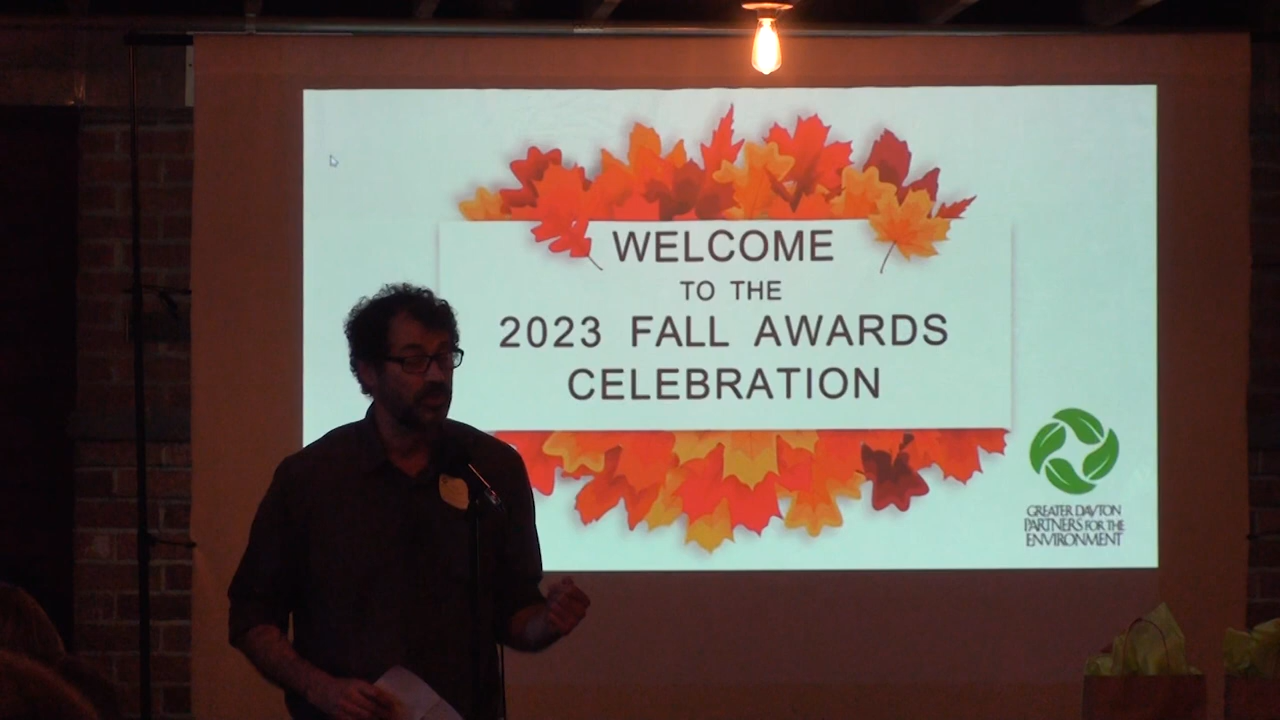 WELCOME
TO THE
2023 FALL AWARDS
CELEBRATION
GREATER DAYTON
PARTNERS FOR THE
ENVIRONMENT